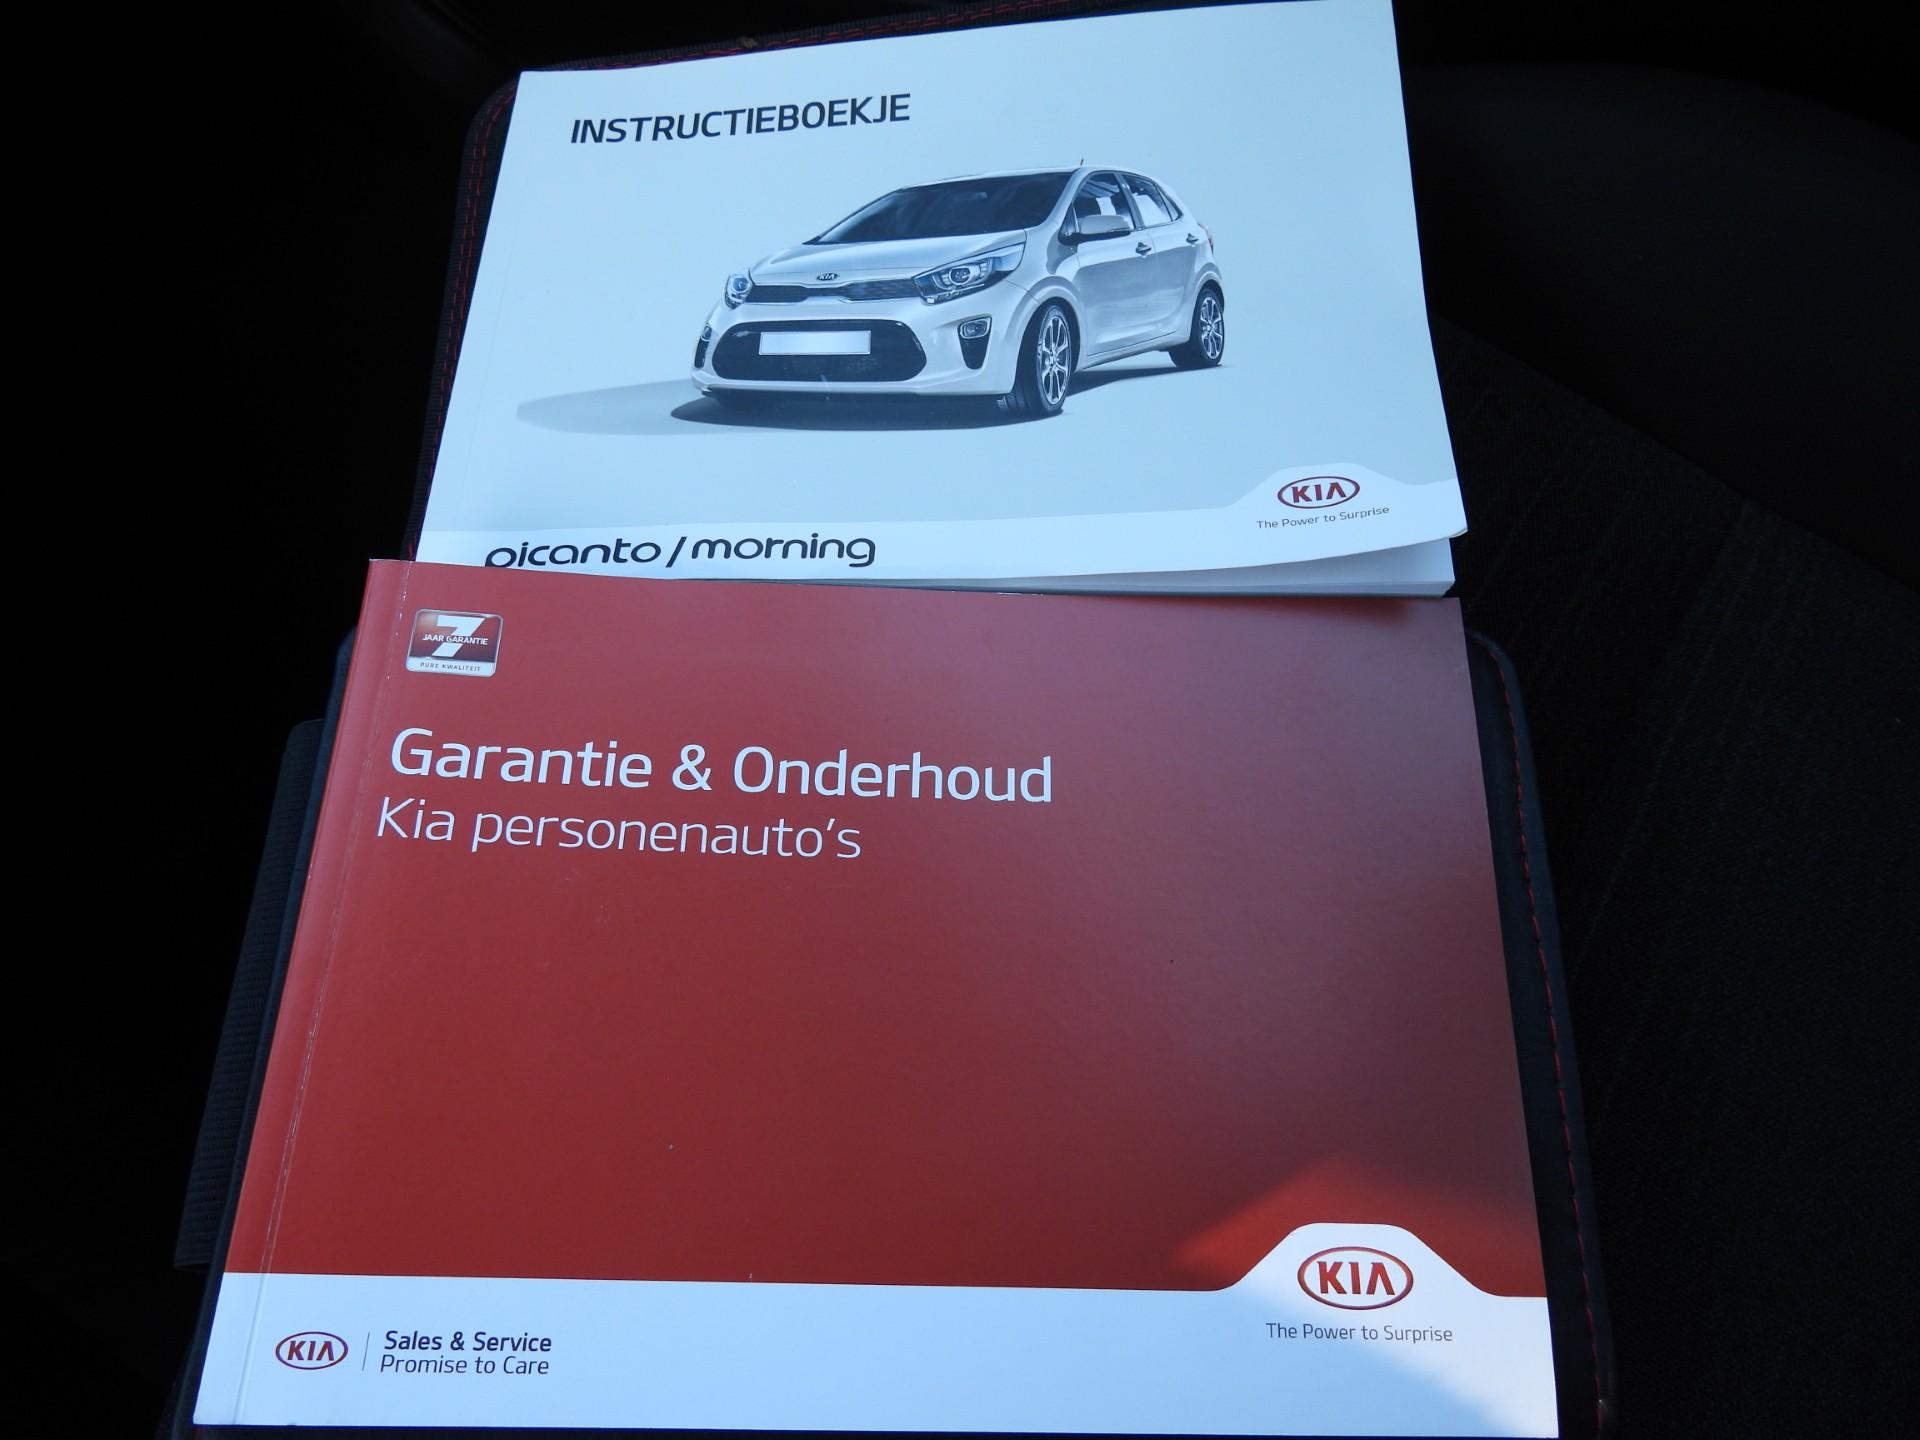 INSTRUCTIEBOEKJE
KIA
KIA
The Power to Surprise
picanto / morning
7
JAAR GARANTIE
PURE KWALITEIT
Garantie & Onderhoud
Kia personenauto's
KIA
The Power to Surprise
KIA
Sales & Service
Promise to Care